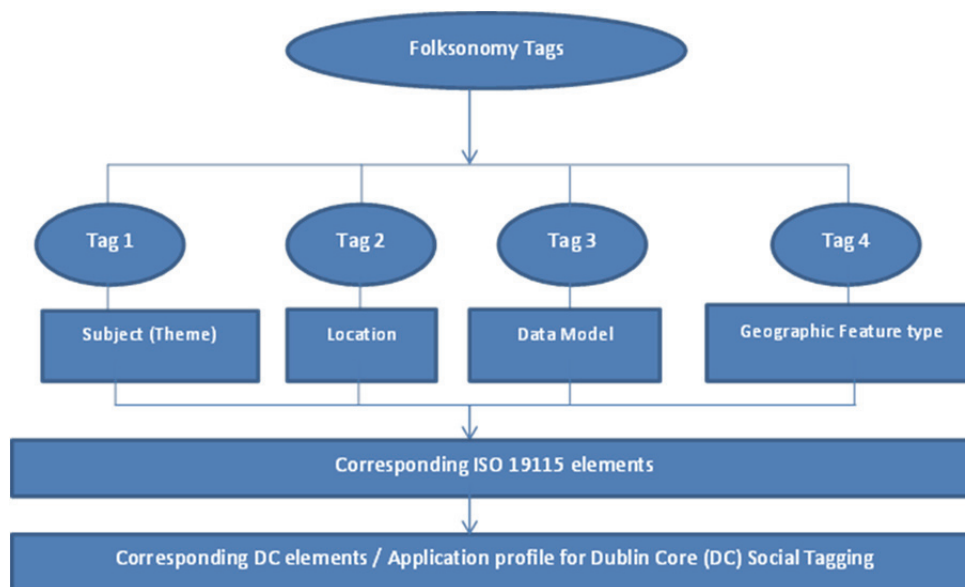 Folksonomy Tags
Tag 1
Tag 2
Tag 3
Tag 4
Subject (Theme)
Location
Data Model
Geographic Feature type
Corresponding ISO 19115 elements
Corresponding DC elements / Application profile for Dublin Core (DC) Social Tagging